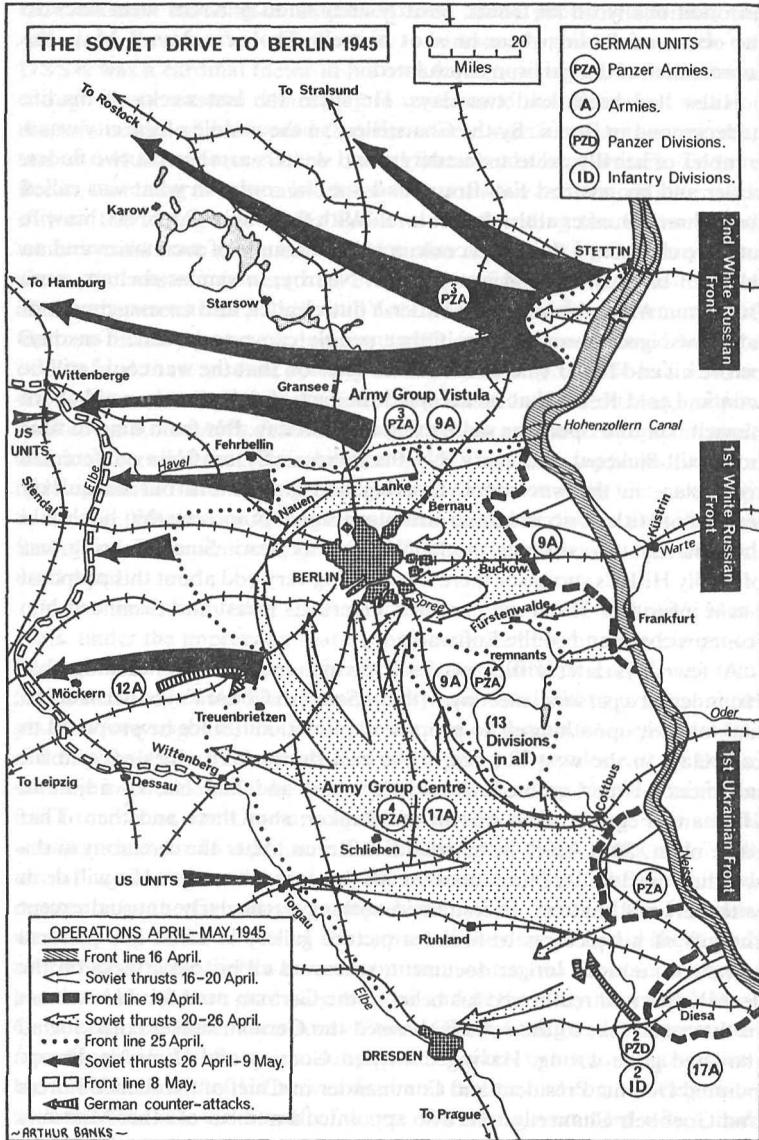 THE SOVIET DRIVE TO BERLIN 1945
0 20
Miles
GERMAN UNITS
PZA Panzer Armies.
A Armies.
PZD Panzer Divisions.
ID Infantry Divisions.
To Rostock
To Stralsund
Karow
STETTIN
2nd White Russian
Front
3
PZA
To Hamburg
Starsow
Wittenberge
Gransee
Army Group Vistula
3
PZA
9A
US
UNITS
Hohenzollern Canal
1st White Russian
Front
Fehrbellin
Havel
Elbe
Stendal
Nauen
Lanke
Bernau
Küstrin
Warte
9A
BERLIN
Buckow
Spree
Fürstenwalde
Frankfurt
remnants
9A
4
PZA
12A
Möckern
(13
Divisions
in all)
Oder
Treuenbrietzen
Wittenberg
To Leipzig
Dessau
Army Group Centre
4
PZA
17A
Cottbus
1st Ukrainian Front
Schlieben
Neisse
4
PZA
US UNITS
Torgau
Ruhland
Elbe
Diesa
DRESDEN
2
PZD
2
ID
17A
To Prague
OPERATIONS APRIL–MAY, 1945
Front line 16 April.
Soviet thrusts 16–20 April.
Front line 19 April.
Soviet thrusts 20–26 April.
Front line 25 April.
Soviet thrusts 26 April–9 May.
Front line 8 May.
German counter-attacks.
~ARTHUR BANKS~